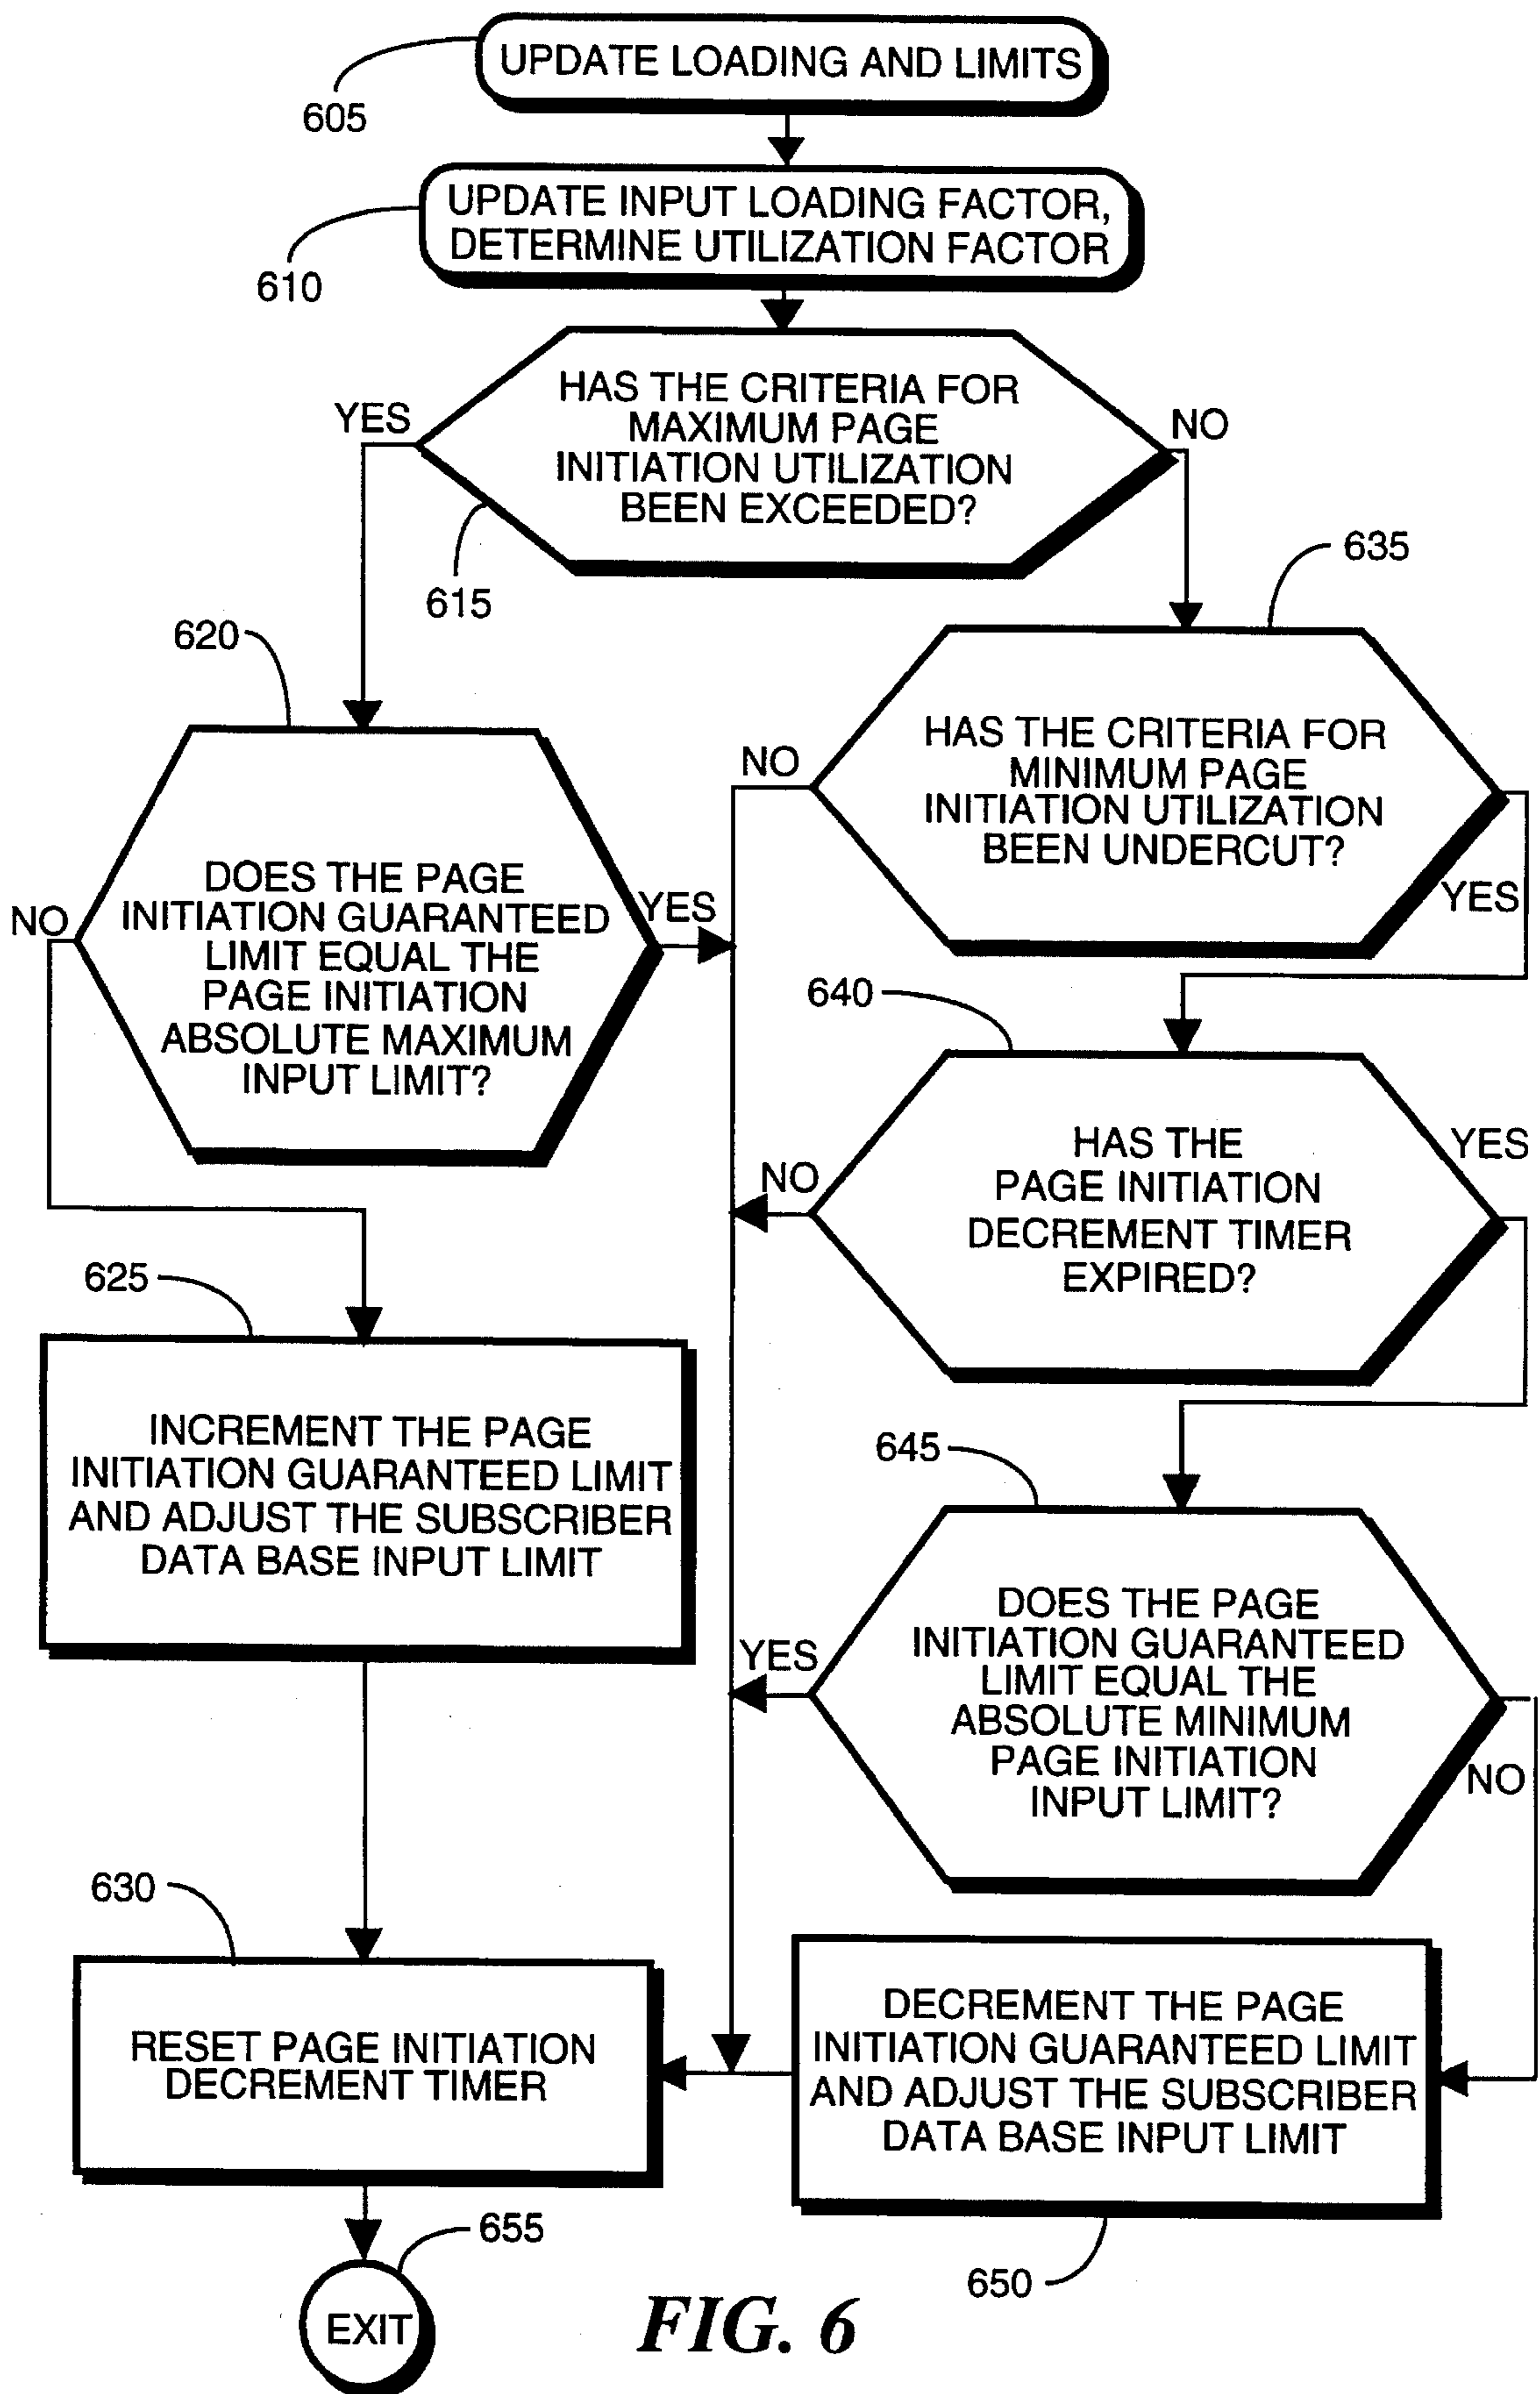 UPDATE LOADING AND LIMITS
605
UPDATE INPUT LOADING FACTOR,
DETERMINE UTILIZATION FACTOR
610
HAS THE CRITERIA FOR
MAXIMUM PAGE
INITIATION UTILIZATION
BEEN EXCEEDED?
YES
NO
615
635
620
HAS THE CRITERIA FOR
MINIMUM PAGE
INITIATION UTILIZATION
BEEN UNDERCUT?
NO
YES
DOES THE PAGE
INITIATION GUARANTEED
LIMIT EQUAL THE
PAGE INITIATION
ABSOLUTE MAXIMUM
INPUT LIMIT?
NO
YES
640
HAS THE
PAGE INITIATION
DECREMENT TIMER
EXPIRED?
NO
YES
625
INCREMENT THE PAGE
INITIATION GUARANTEED LIMIT
AND ADJUST THE SUBSCRIBER
DATA BASE INPUT LIMIT
645
DOES THE PAGE
INITIATION GUARANTEED
LIMIT EQUAL THE
ABSOLUTE MINIMUM
PAGE INITIATION
INPUT LIMIT?
YES
NO
630
RESET PAGE INITIATION
DECREMENT TIMER
DECREMENT THE PAGE
INITIATION GUARANTEED LIMIT
AND ADJUST THE SUBSCRIBER
DATA BASE INPUT LIMIT
655
650
EXIT
FIG. 6